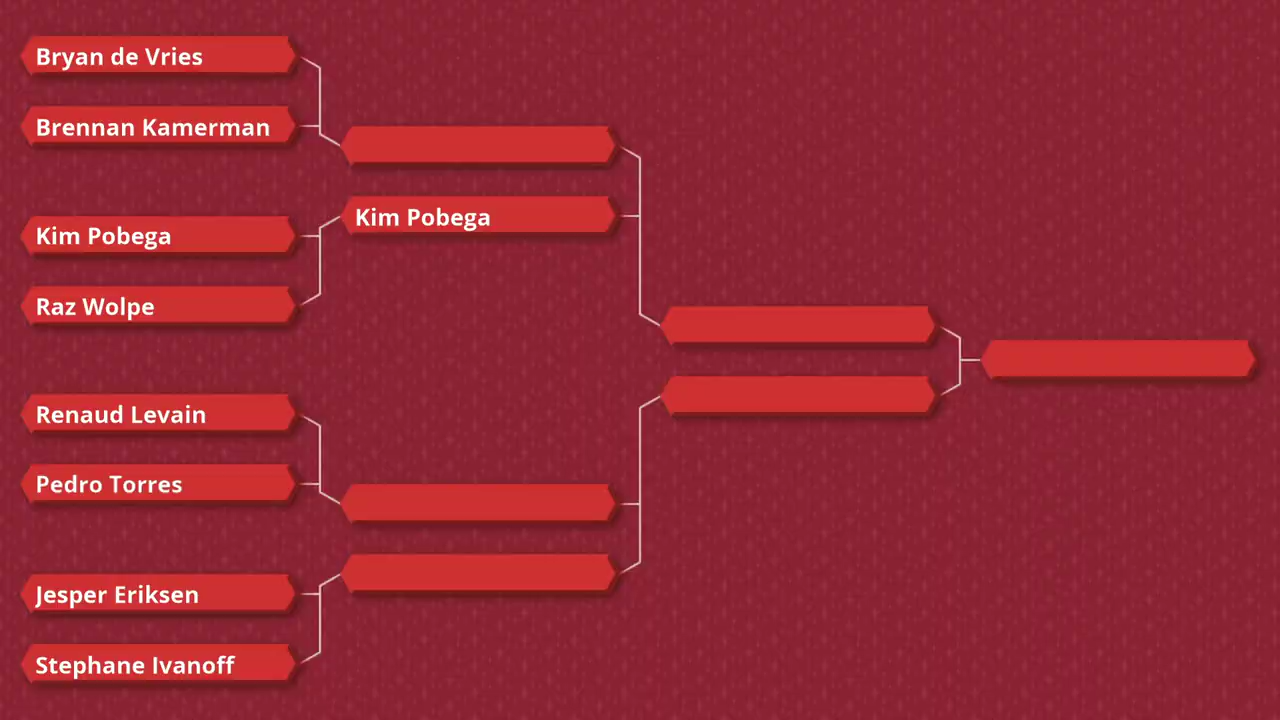 Bryan de Vries
Brennan Kamerman
Kim Pobega
Raz Wolpe
Renaud Levain
Pedro Torres
Jesper Eriksen
Stephane Ivanoff
Kim Pobega